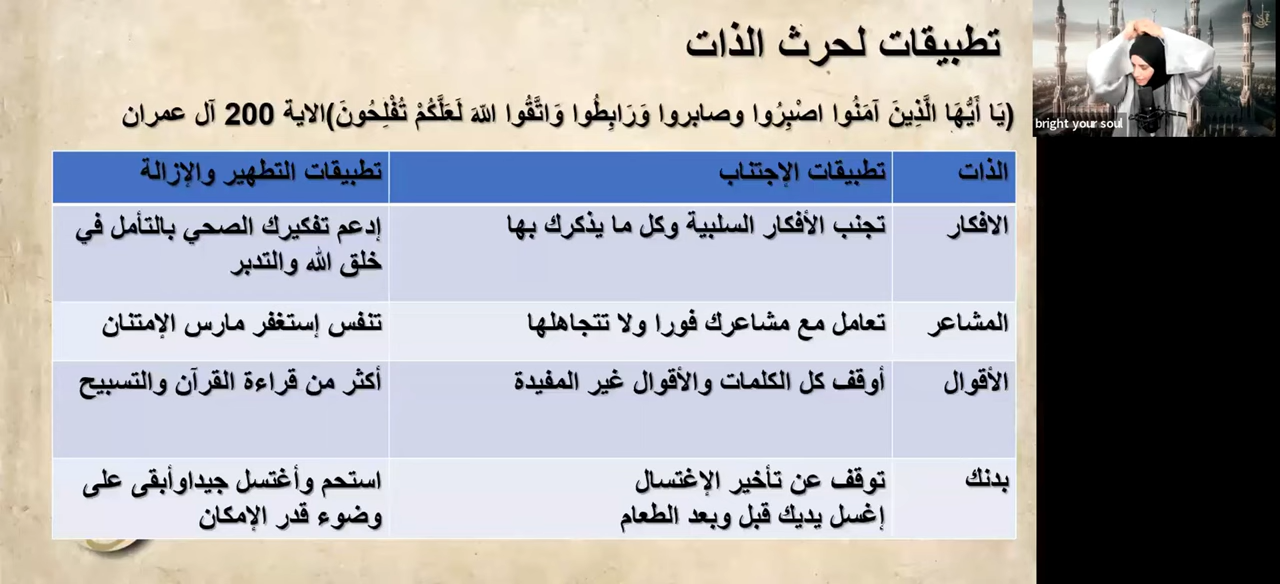 تطبيقات لحرث الذات
bright your soul
(يَا أَيُّهَا الَّذِينَ آمَنُوا اصْبِرُوا وصابروا وَرَابِطُوا وَاتَّقُوا اللهَ لَعَلَّكُمْ تُفْلِحُونَ)الاية 200 آل عمران
الذات تطبيقات الإجتناب تطبيقات التطهير والإزالة
الافكار تجنب الأفكار السلبية وكل ما يذكرك بها إدعم تفكيرك الصحي بالتأمل في
خلق الله والتدبر
المشاعر تعامل مع مشاعرك فورا ولا تتجاهلها تنفس إستغفر مارس الإمتنان
الأقوال أوقف كل الكلمات والأقوال غير المفيدة أكثر من قراءة القرآن والتسبيح
بدنك توقف عن تأخير الإغتسال استحم وأغتسل جيداوأبقى على
إغسل يديك قبل وبعد الطعام وضوء قدر الإمكان